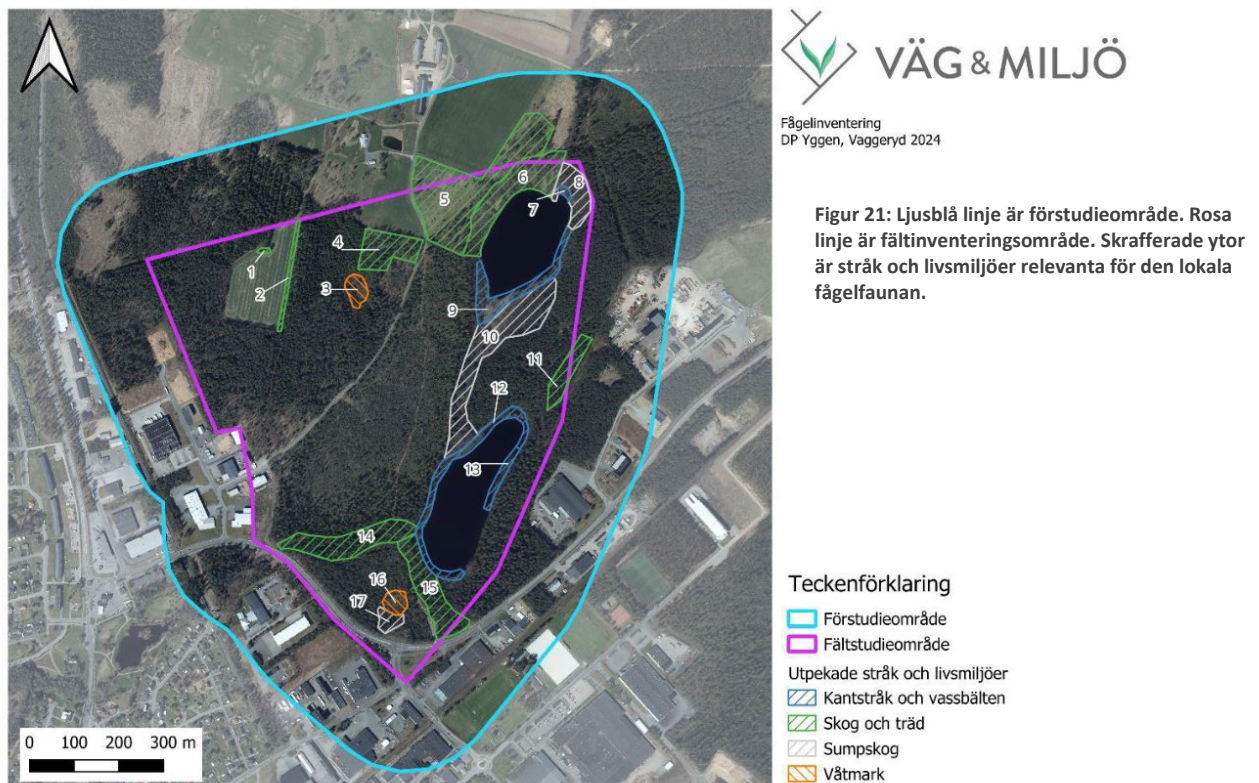 VÄG & MILJÖ
Fågelinventering
DP Yggen, Vaggeryd 2024
Figur 21: Ljusblå linje är förstudieområde. Rosa
linje är fältinventeringsområde. Skrafferade ytor
är stråk och livsmiljöer relevanta för den lokala
fågelfaunan.
1
2
3
4
5
6
7
8
9
10
11
12
13
14
15
16
17
0 100 200 300 m
Teckenförklaring
Förstudieområde
Fältstudieområde
Utpekade stråk och livsmiljöer
Kantstråk och vassbälten
Skog och träd
Sumpskog
Våtmark